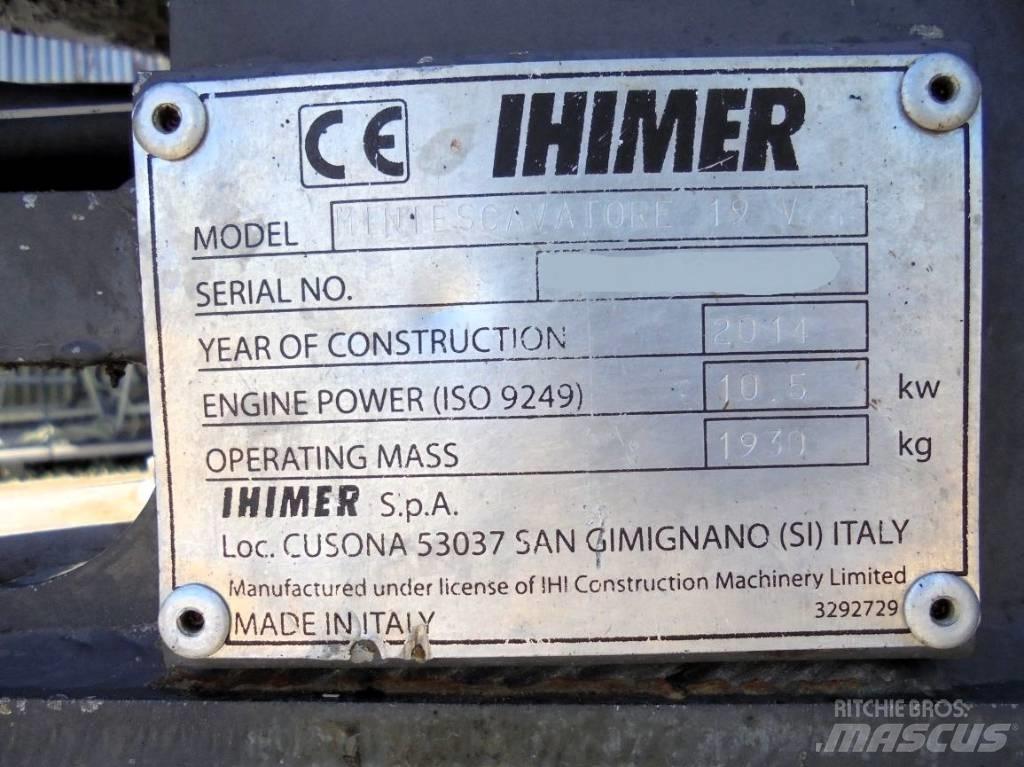 CE IHIMER
MODEL MINIESCAVATORE 19 V
SERIAL NO.
YEAR OF CONSTRUCTION 2014
ENGINE POWER (ISO 9249) 10.5 kw
OPERATING MASS 1930 kg
IHIMER S.p.A.
Loc. CUSONA 53037 SAN GIMIGNANO (SI) ITALY
Manufactured under license of IHI Construction Machinery Limited
MADE IN ITALY 3292729
RITCHIE BROS.
MASCUS